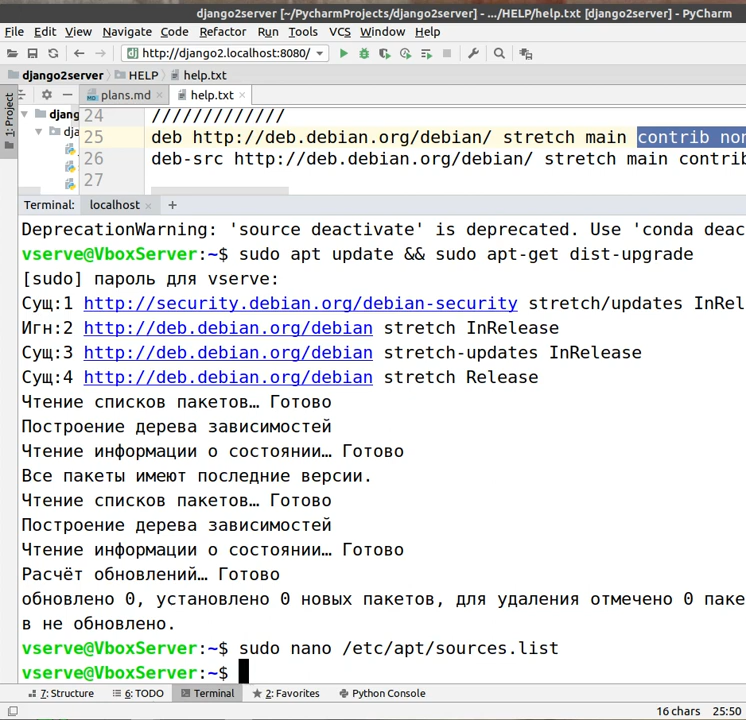 django2server [~/PycharmProjects/django2server] - .../HELP/help.txt [django2server] - PyCharm
File Edit View Navigate Code Refactor Run Tools VCS Window Help
http://django2.localhost:8080/
django2server HELP help.txt
plans.md help.txt
1: Project
24 /////////////
25 deb http://deb.debian.org/debian/ stretch main contrib non
26 deb-src http://deb.debian.org/debian/ stretch main contrib
27
Terminal: localhost +
DeprecationWarning: 'source deactivate' is deprecated. Use 'conda deac
vserve@VboxServer:~$ sudo apt update && sudo apt-get dist-upgrade
[sudo] пароль для vserve:
Сущ:1 http://security.debian.org/debian-security stretch/updates InRel
Игн:2 http://deb.debian.org/debian stretch InRelease
Сущ:3 http://deb.debian.org/debian stretch-updates InRelease
Сущ:4 http://deb.debian.org/debian stretch Release
Чтение списков пакетов… Готово
Построение дерева зависимостей
Чтение информации о состоянии… Готово
Все пакеты имеют последние версии.
Чтение списков пакетов… Готово
Построение дерева зависимостей
Чтение информации о состоянии… Готово
Расчёт обновлений… Готово
обновлено 0, установлено 0 новых пакетов, для удаления отмечено 0 паке
в не обновлено.
vserve@VboxServer:~$ sudo nano /etc/apt/sources.list
vserve@VboxServer:~$
7: Structure 6: TODO Terminal 2: Favorites Python Console
16 chars 25:50